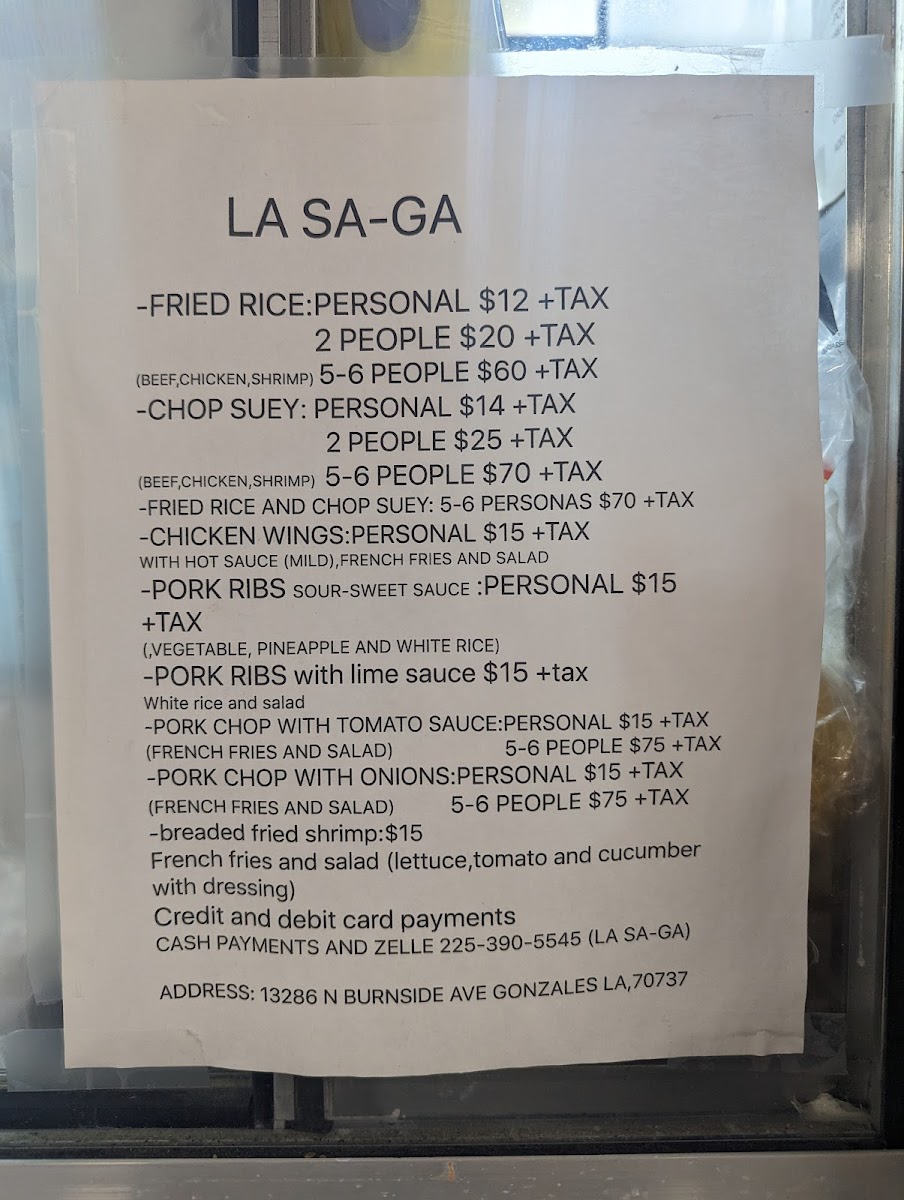 LA SA-GA
-FRIED RICE:PERSONAL $12 +TAX
2 PEOPLE $20 +TAX
(BEEF,CHICKEN,SHRIMP) 5-6 PEOPLE $60 +TAX
-CHOP SUEY: PERSONAL $14 +TAX
2 PEOPLE $25 +TAX
(BEEF,CHICKEN,SHRIMP) 5-6 PEOPLE $70 +TAX
-FRIED RICE AND CHOP SUEY: 5-6 PERSONAS $70 +TAX
-CHICKEN WINGS:PERSONAL $15 +TAX
WITH HOT SAUCE (MILD),FRENCH FRIES AND SALAD
-PORK RIBS SOUR-SWEET SAUCE :PERSONAL $15
+TAX
(,VEGETABLE, PINEAPPLE AND WHITE RICE)
-PORK RIBS with lime sauce $15 +tax
White rice and salad
-PORK CHOP WITH TOMATO SAUCE:PERSONAL $15 +TAX
(FRENCH FRIES AND SALAD) 5-6 PEOPLE $75 +TAX
-PORK CHOP WITH ONIONS:PERSONAL $15 +TAX
(FRENCH FRIES AND SALAD) 5-6 PEOPLE $75 +TAX
-breaded fried shrimp:$15
French fries and salad (lettuce,tomato and cucumber
with dressing)
Credit and debit card payments
CASH PAYMENTS AND ZELLE 225-390-5545 (LA SA-GA)
ADDRESS: 13286 N BURNSIDE AVE GONZALES LA,70737